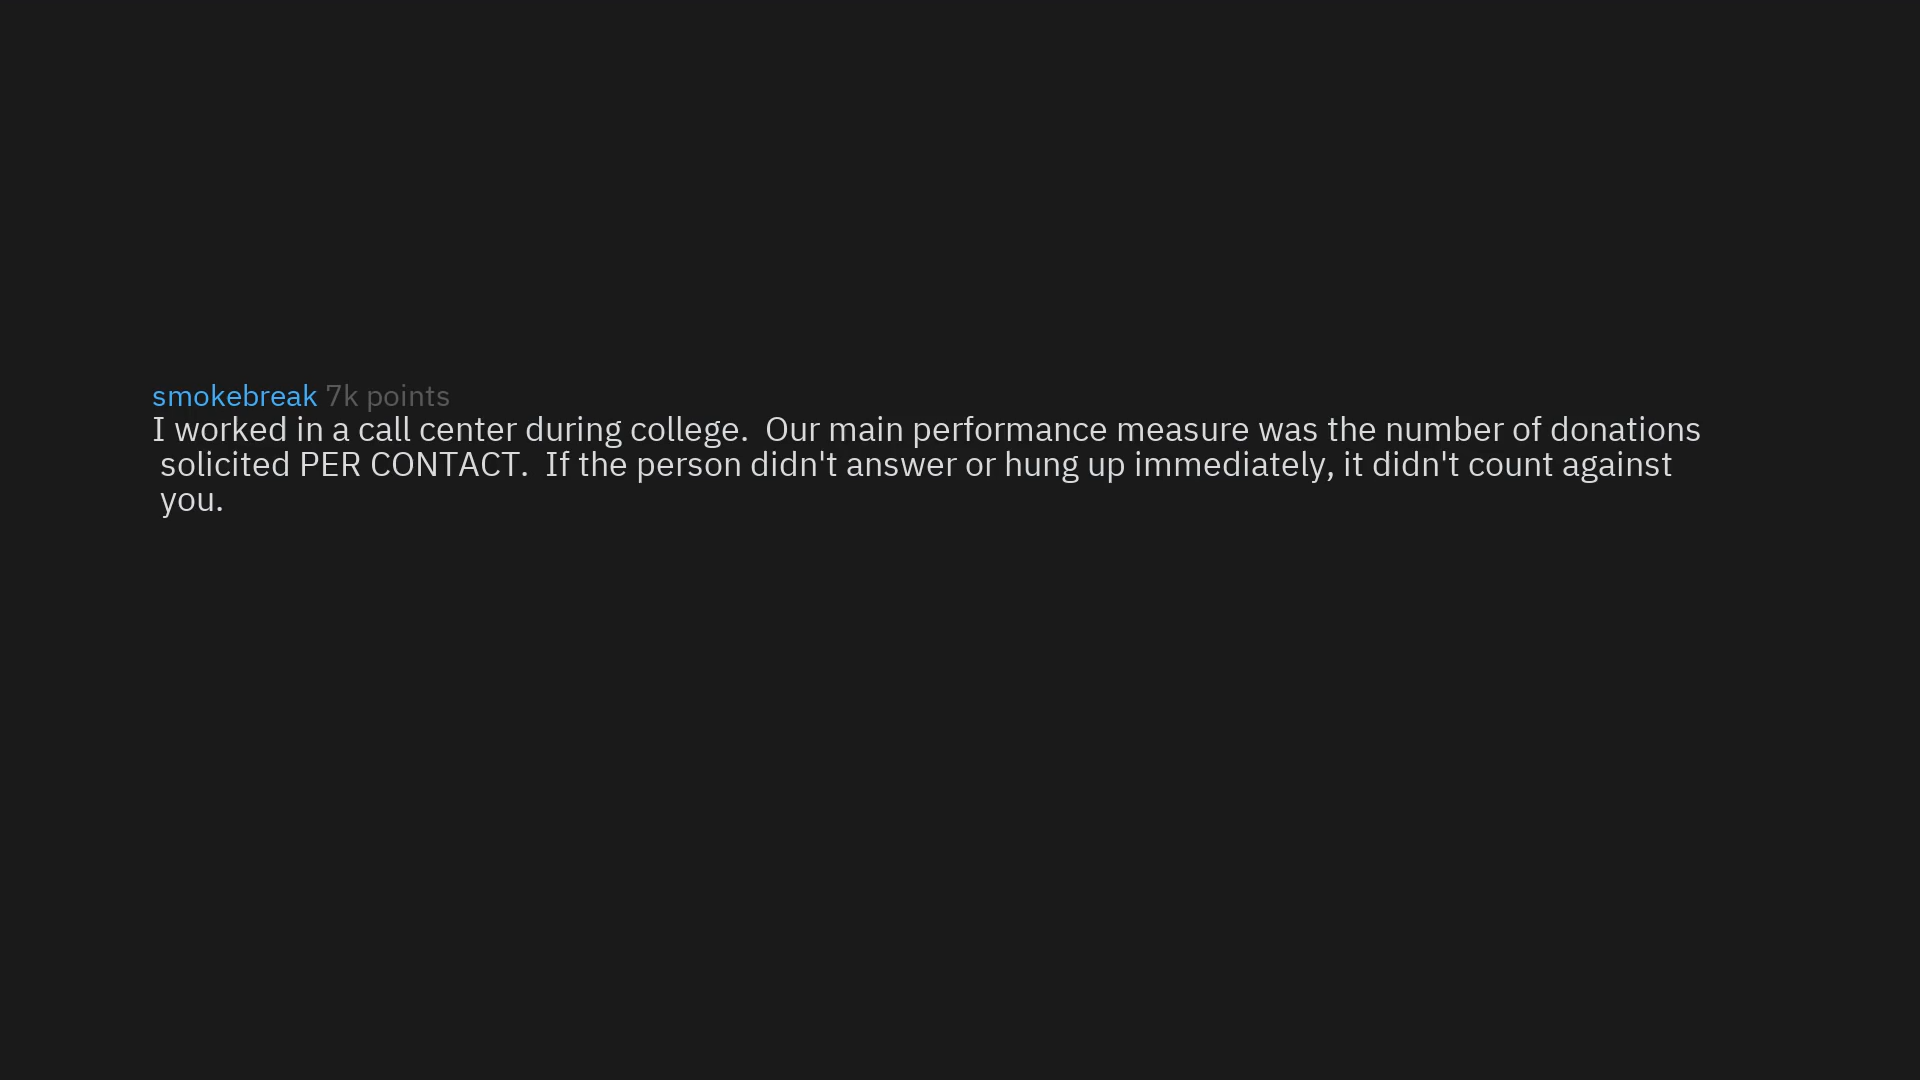 smokebreak 7k points
I worked in a call center during college.  Our main performance measure was the number of donations
solicited PER CONTACT.  If the person didn't answer or hung up immediately, it didn't count against
you.